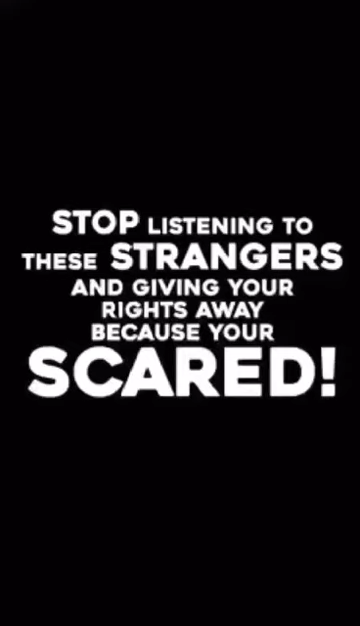 STOP LISTENING TO
THESE STRANGERS
AND GIVING YOUR
RIGHTS AWAY
BECAUSE YOUR
SCARED!